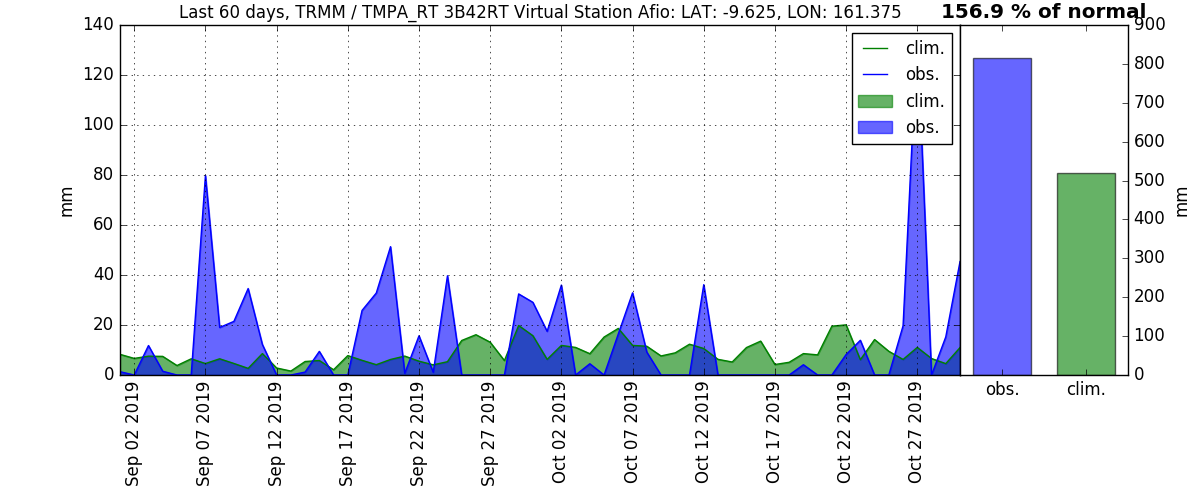 Last 60 days, TRMM / TMPA_RT 3B42RT Virtual Station Afio: LAT: -9.625, LON: 161.375
156.9 % of normal
140
120
100
80
60
40
20
0
mm
clim.
obs.
clim.
obs.
900
800
700
600
500
400
300
200
100
0
mm
Sep 02 2019
Sep 07 2019
Sep 12 2019
Sep 17 2019
Sep 22 2019
Sep 27 2019
Oct 02 2019
Oct 07 2019
Oct 12 2019
Oct 17 2019
Oct 22 2019
Oct 27 2019
obs.
clim.